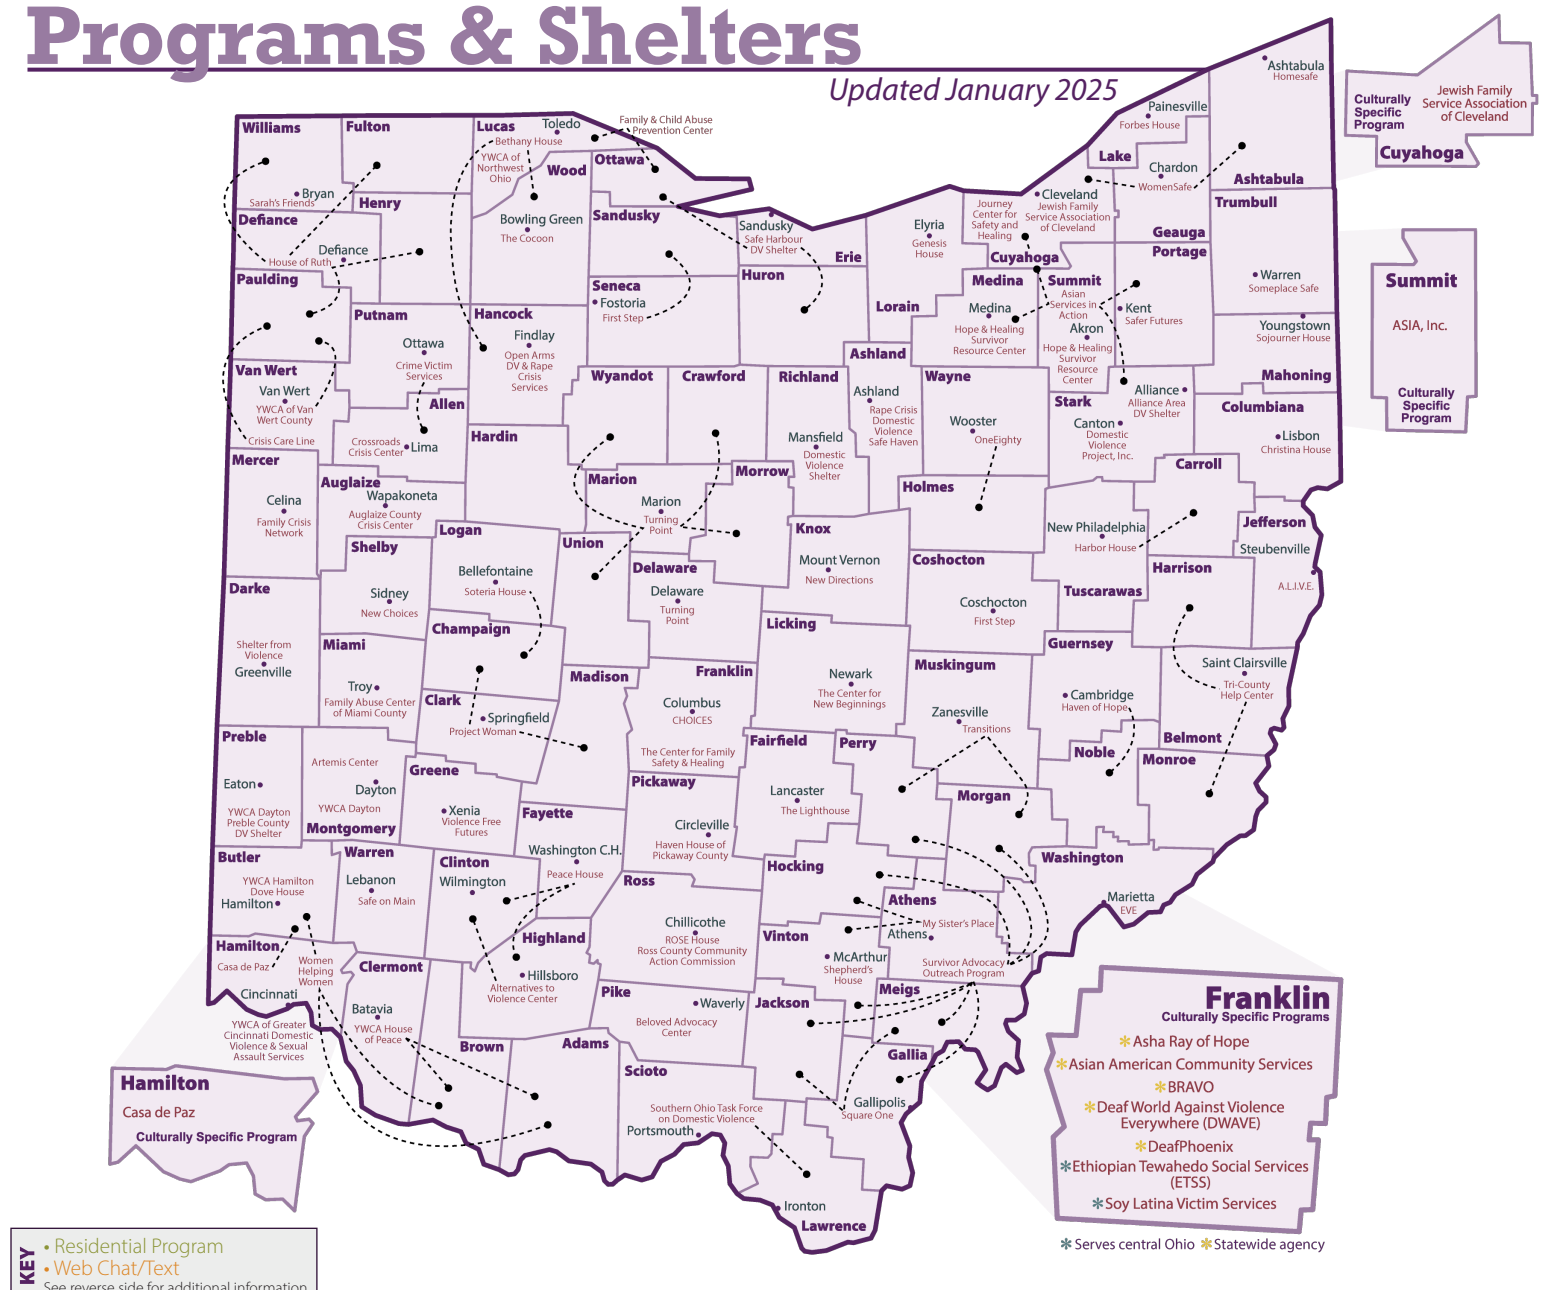 Programs & Shelters
Updated January 2025
Williams
Bryan
Sarah's Friends
Fulton
Lucas
Toledo
Bethany House
YWCA of
Northwest
Ohio
Family & Child Abuse
Prevention Center
Ottawa
Wood
Bowling Green
The Cocoon
Henry
Defiance
Defiance
House of Ruth
Sandusky
Sandusky
Safe Harbour
DV Shelter
Erie
Huron
Elyria
Genesis
House
Lorain
Journey
Center for
Safety and
Healing
Cleveland
Jewish Family
Service Association
of Cleveland
Cuyahoga
Painesville
Forbes House
Lake
Chardon
WomenSafe
Geauga
Ashtabula
Homesafe
Ashtabula
Culturally
Specific
Program
Jewish Family
Service Association
of Cleveland
Cuyahoga
Trumbull
Warren
Someplace Safe
Portage
Kent
Safer Futures
Summit
Asian
Services in
Action
Akron
Hope & Healing
Survivor
Resource
Center
Medina
Medina
Hope & Healing
Survivor
Resource Center
Summit
ASIA, Inc.
Culturally
Specific
Program
Youngstown
Sojourner House
Mahoning
Paulding
Putnam
Ottawa
Crime Victim
Services
Hancock
Findlay
Open Arms
DV & Rape
Crisis
Services
Seneca
Fostoria
First Step
Van Wert
Van Wert
YWCA of Van
Wert County
Crisis Care Line
Allen
Crossroads
Crisis Center
Lima
Hardin
Wyandot
Crawford
Richland
Mansfield
Domestic
Violence
Shelter
Ashland
Ashland
Rape Crisis
Domestic
Violence
Safe Haven
Wayne
Wooster
OneEighty
Stark
Alliance
Alliance Area
DV Shelter
Canton
Domestic
Violence
Project, Inc.
Columbiana
Lisbon
Christina House
Mercer
Celina
Family Crisis
Network
Auglaize
Wapakoneta
Auglaize County
Crisis Center
Marion
Marion
Turning
Point
Morrow
Holmes
Carroll
New Philadelphia
Harbor House
Tuscarawas
Jefferson
Steubenville
A.L.I.V.E.
Harrison
Knox
Mount Vernon
New Directions
Coshocton
Coschocton
First Step
Logan
Bellefontaine
Soteria House
Union
Delaware
Delaware
Turning
Point
Shelby
Sidney
New Choices
Darke
Shelter from
Violence
Greenville
Miami
Troy
Family Abuse Center
of Miami County
Champaign
Clark
Springfield
Project Woman
Madison
Franklin
Columbus
CHOICES
The Center for Family
Safety & Healing
Licking
Newark
The Center for
New Beginnings
Muskingum
Zanesville
Transitions
Guernsey
Cambridge
Haven of Hope
Noble
Saint Clairsville
Tri-County
Help Center
Belmont
Monroe
Preble
Eaton
YWCA Dayton
Preble County
DV Shelter
Artemis Center
Dayton
YWCA Dayton
Montgomery
Greene
Xenia
Violence Free
Futures
Fayette
Washington C.H.
Peace House
Pickaway
Circleville
Haven House of
Pickaway County
Fairfield
Lancaster
The Lighthouse
Perry
Morgan
Washington
Marietta
EVE
Butler
YWCA Hamilton
Dove House
Hamilton
Warren
Lebanon
Safe on Main
Clinton
Wilmington
Ross
Chillicothe
ROSE House
Ross County Community
Action Commission
Hocking
Athens
My Sister's Place
Athens
Survivor Advocacy
Outreach Program
Vinton
McArthur
Shepherd's
House
Hamilton
Casa de Paz
Women
Helping
Women
Cincinnati
YWCA of Greater
Cincinnati Domestic
Violence & Sexual
Assault Services
Clermont
Batavia
YWCA House
of Peace
Highland
Hillsboro
Alternatives to
Violence Center
Brown
Adams
Pike
Waverly
Beloved Advocacy
Center
Jackson
Meigs
Gallia
Gallipolis
Square One
Scioto
Southern Ohio Task Force
on Domestic Violence
Portsmouth
Ironton
Lawrence
Hamilton
Casa de Paz
Culturally Specific Program
Franklin
Culturally Specific Programs
*Asha Ray of Hope
*Asian American Community Services
*BRAVO
*Deaf World Against Violence
Everywhere (DWAVE)
*DeafPhoenix
*Ethiopian Tewahedo Social Services
(ETSS)
*Soy Latina Victim Services
*Serves central Ohio *Statewide agency
KEY
• Residential Program
• Web Chat/Text
See reverse side for additional information